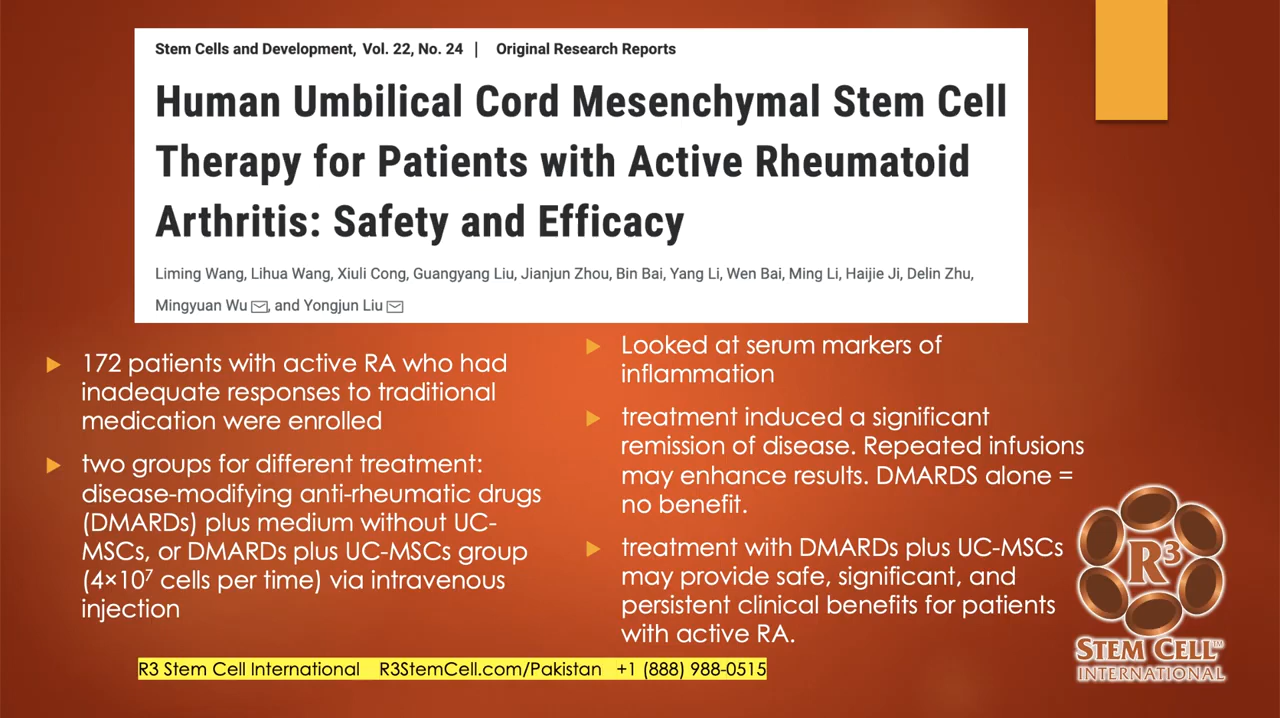 Stem Cells and Development, Vol. 22, No. 24 | Original Research Reports
Human Umbilical Cord Mesenchymal Stem Cell
Therapy for Patients with Active Rheumatoid
Arthritis: Safety and Efficacy
Liming Wang, Lihua Wang, Xiuli Cong, Guangyang Liu, Jianjun Zhou, Bin Bai, Yang Li, Wen Bai, Ming Li, Haijie Ji, Delin Zhu,
Mingyuan Wu, and Yongjun Liu
172 patients with active RA who had
inadequate responses to traditional
medication were enrolled
two groups for different treatment:
disease-modifying anti-rheumatic drugs
(DMARDs) plus medium without UC-
MSCs, or DMARDs plus UC-MSCs group
(4×10⁷ cells per time) via intravenous
injection
Looked at serum markers of
inflammation
treatment induced a significant
remission of disease. Repeated infusions
may enhance results. DMARDS alone =
no benefit.
treatment with DMARDs plus UC-MSCs
may provide safe, significant, and
persistent clinical benefits for patients
with active RA.
R3 Stem Cell International R3StemCell.com/Pakistan +1 (888) 988-0515
R³
STEM CELL™
INTERNATIONAL